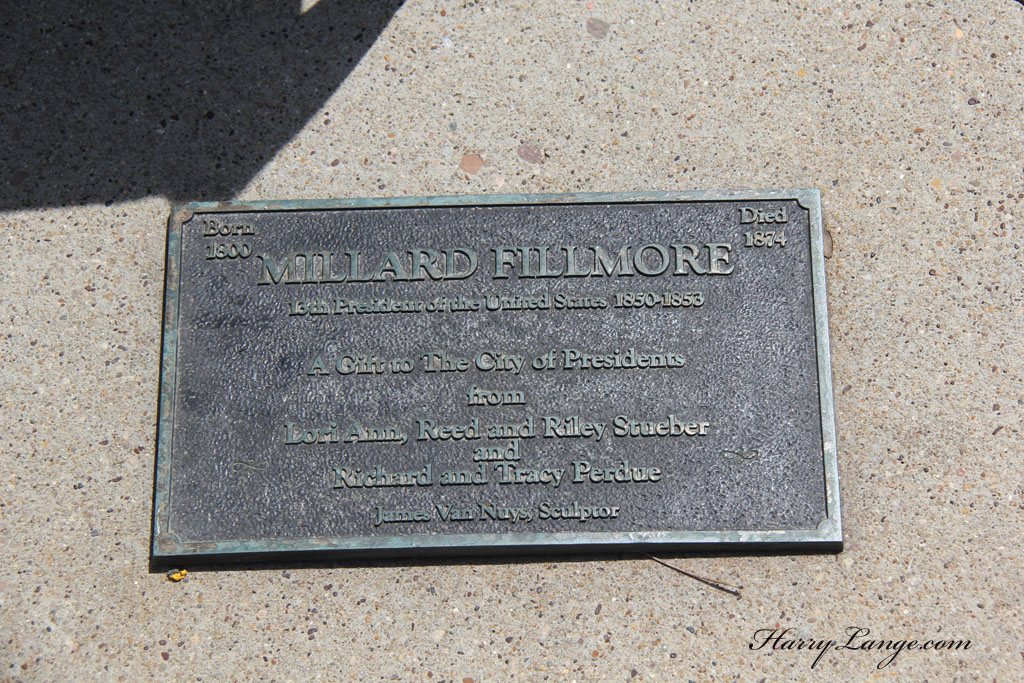 Born
1800
Died
1874
MILLARD FILLMORE
13th President of the United States 1850-1853
A Gift to The City of Presidents
from
Lori Ann, Reed and Riley Stueber
and
Richard and Tracy Perdue
James Van Nuys, Sculptor
HarryLange.com